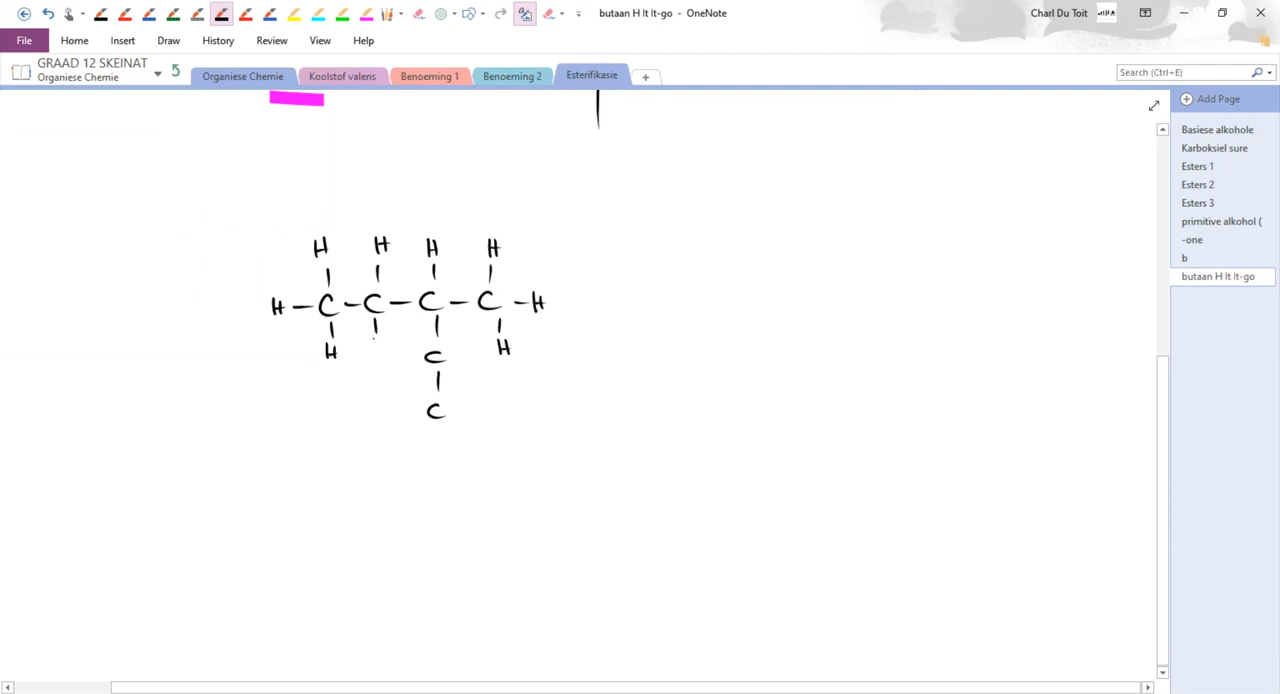 butaan H lt lt-go - OneNote
Charl Du Toit
File Home Insert Draw History Review View Help
GRAAD 12 SKEINAT
Organiese Chemie
Organiese Chemie Koolstof valens Benoeming 1 Benoeming 2 Esterifikasie +
Search (Ctrl+E)
Add Page
Basiese alkohole
Karboksiel sure
Esters 1
Esters 2
Esters 3
primitive alkohol (
-one
b
butaan H lt lt-go
H H H H
H - C - C - C - C - H
H C H
C